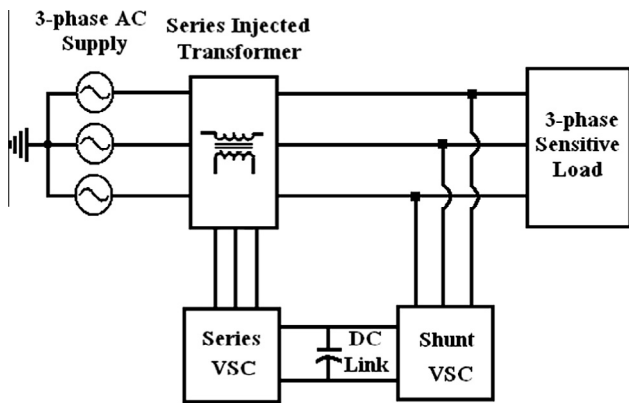 3-phase AC
Supply
Series Injected
Transformer
3-phase
Sensitive
Load
Series
VSC
DC
Link
Shunt
VSC